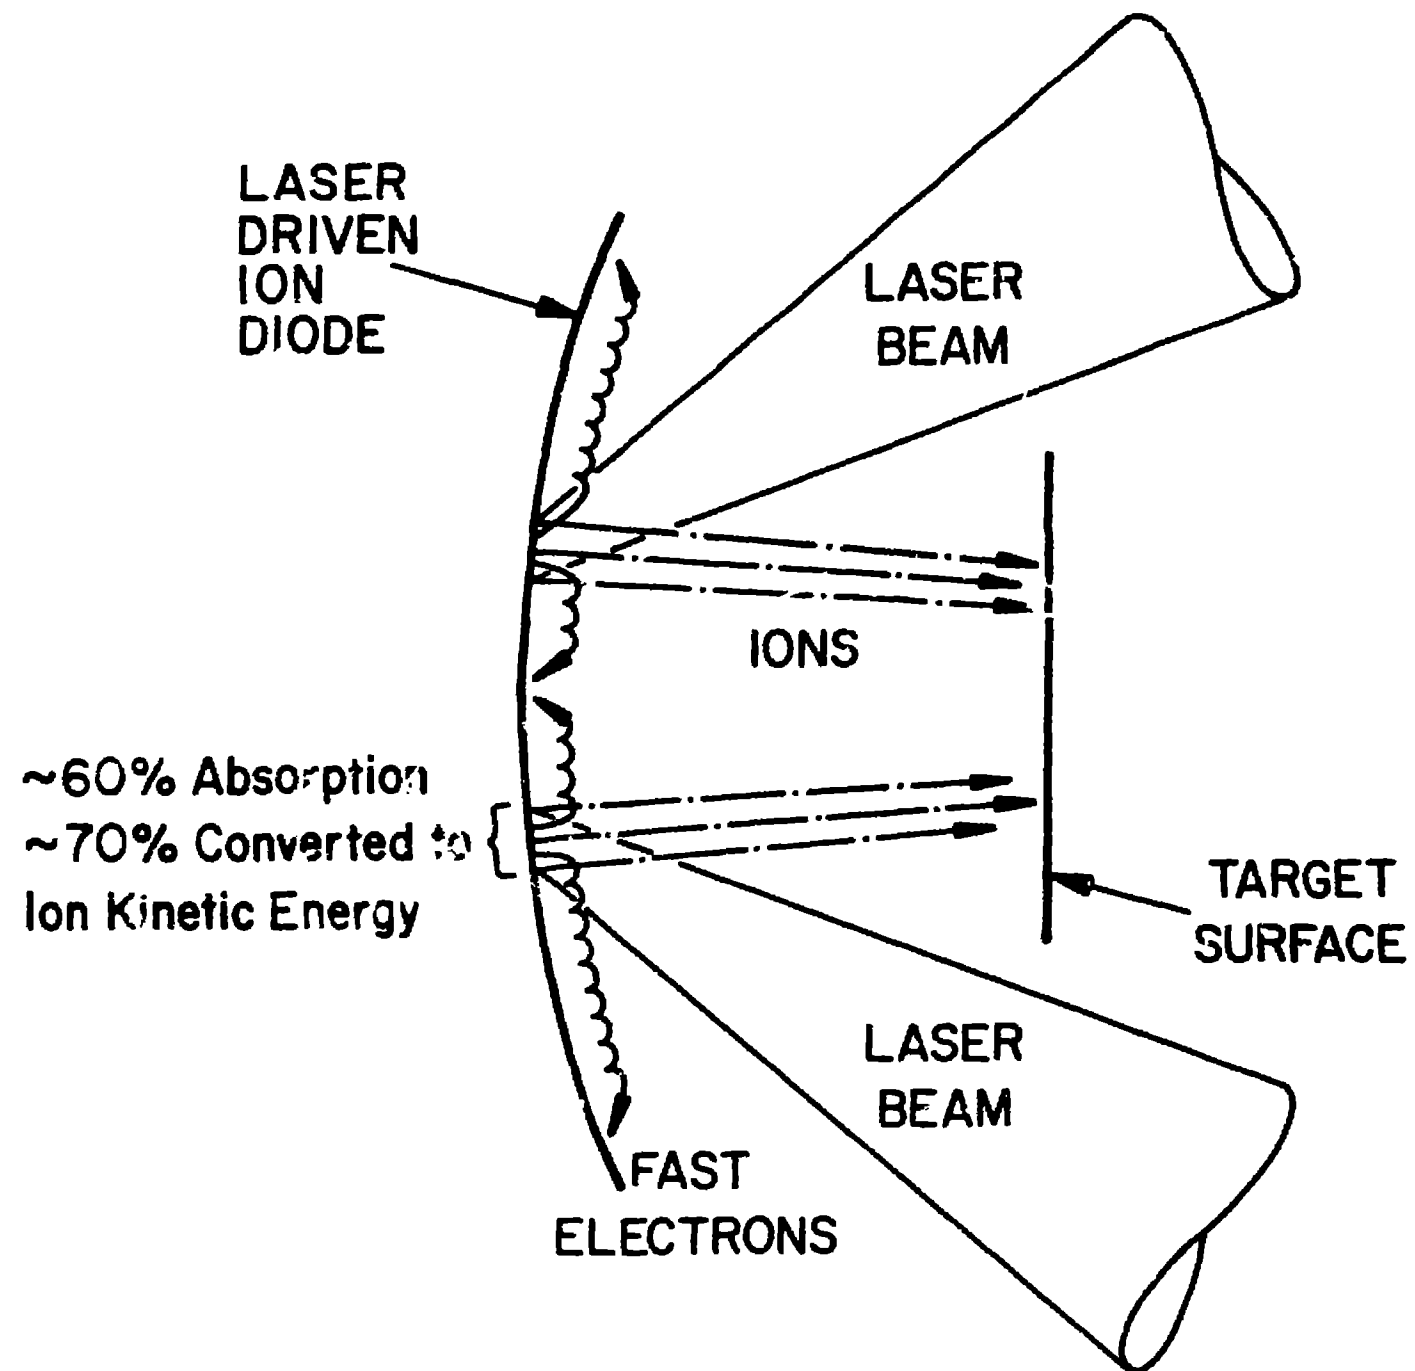 LASER
DRIVEN
ION
DIODE
LASER
BEAM
IONS
~60% Absorption
~70% Converted to
Ion Kinetic Energy
TARGET
SURFACE
LASER
BEAM
FAST
ELECTRONS